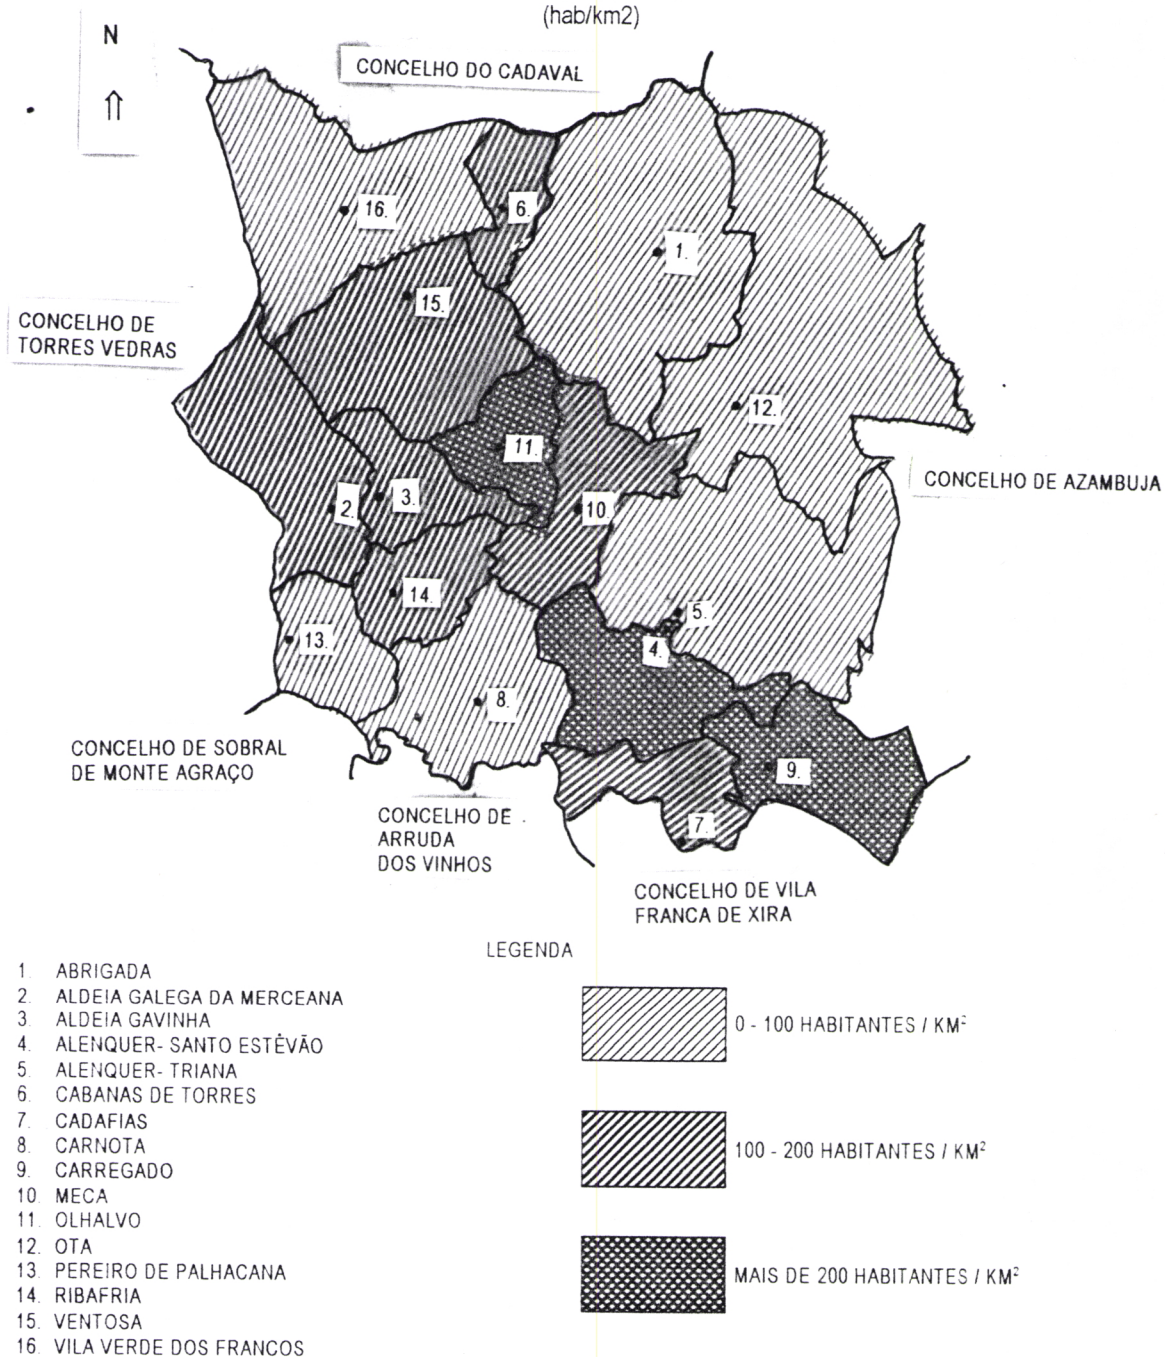 (hab/km2)
N
CONCELHO DO CADAVAL
16.
6.
1.
15.
CONCELHO DE
TORRES VEDRAS
12.
11.
CONCELHO DE AZAMBUJA
3.
2.
10.
14.
5.
13.
4.
8.
CONCELHO DE SOBRAL
DE MONTE AGRAÇO
9.
CONCELHO DE
ARRUDA
DOS VINHOS
7.
CONCELHO DE VILA
FRANCA DE XIRA
LEGENDA
1. ABRIGADA
2. ALDEIA GALEGA DA MERCEANA
3. ALDEIA GAVINHA
4. ALENQUER- SANTO ESTÊVÃO
5. ALENQUER- TRIANA
6. CABANAS DE TORRES
7. CADAFIAS
8. CARNOTA
9. CARREGADO
10. MECA
11. OLHALVO
12. OTA
13. PEREIRO DE PALHACANA
14. RIBAFRIA
15. VENTOSA
16. VILA VERDE DOS FRANCOS
0 - 100 HABITANTES / KM²
100 - 200 HABITANTES / KM²
MAIS DE 200 HABITANTES / KM²